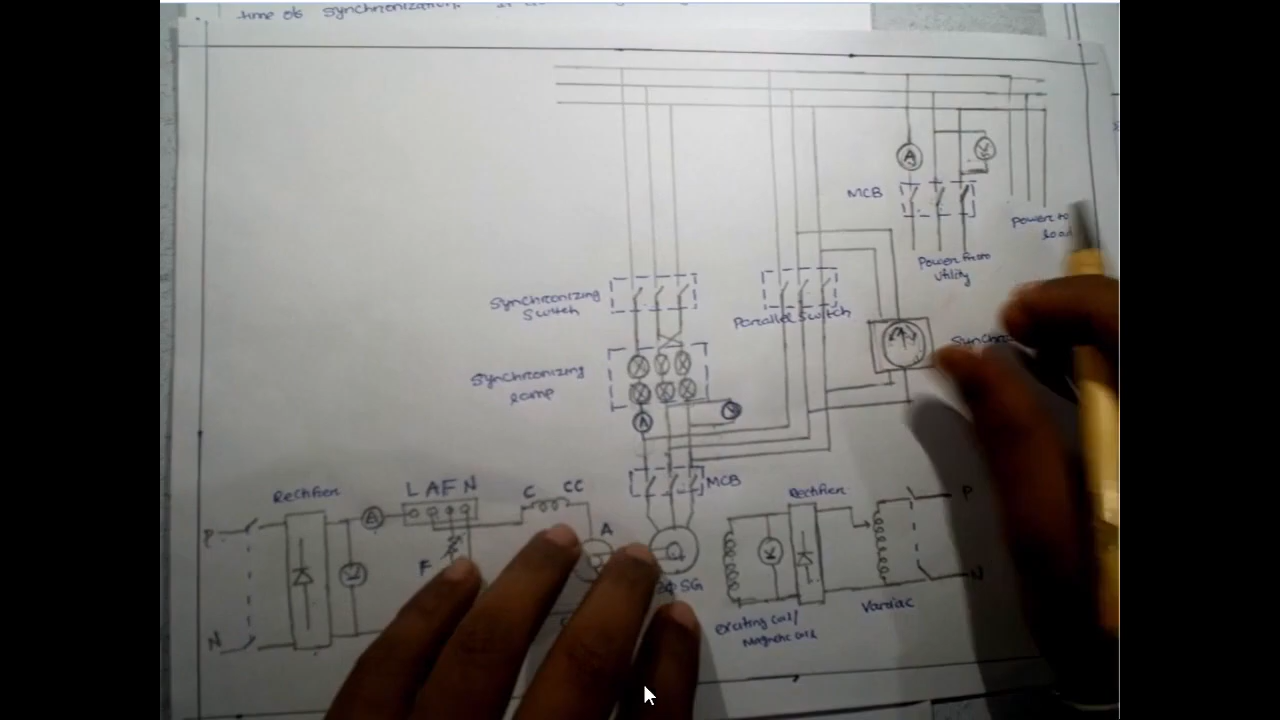 time of Synchronization.
A
V
MCB
Power to
load
Power from
Utility
Synchronizing
Switch
Parallel Switch
Synchronizing
lamp
A
V
MCB
Rectifier
L A F N
C CC
Rectifier
P
P
A
A
V
F
V
3Φ SG
N
N
Variac
Exciting coil/
Magnetic coil